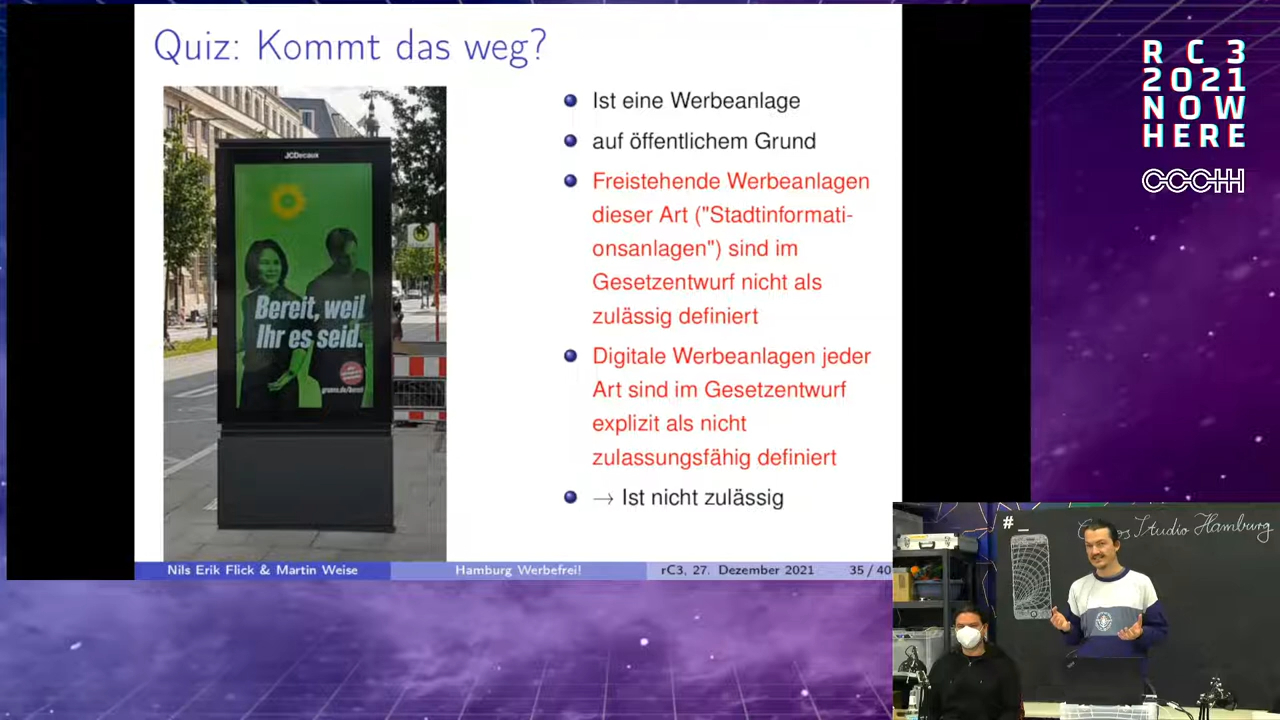 Quiz: Kommt das weg?
JCDecaux
Bereit, weil
Ihr es seid.
Ist eine Werbeanlage
auf öffentlichem Grund
Freistehende Werbeanlagen
dieser Art ("Stadtinformati-
onsanlagen") sind im
Gesetzentwurf nicht als
zulässig definiert
Digitale Werbeanlagen jeder
Art sind im Gesetzentwurf
explizit als nicht
zulassungsfähig definiert
→ Ist nicht zulässig
Nils Erik Flick & Martin Weise
Hamburg Werbefrei!
rC3, 27. Dezember 2021
35 / 40
RC3
2021
NOW
HERE
CCCHH
#_
Studio Hamburg